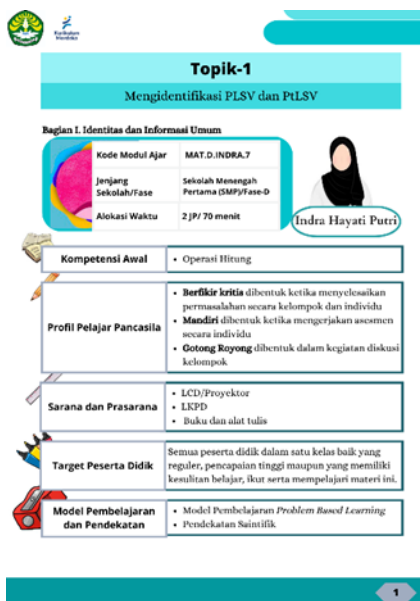 Kurikulum
Merdeka
Topik-1
Mengidentifikasi PLSV dan PtLSV
Bagian I. Identitas dan Informasi Umum
Kode Modul Ajar MAT.D.INDRA.7
Jenjang Sekolah/Fase Sekolah Menengah Pertama (SMP)/Fase-D
Alokasi Waktu 2 JP/ 70 menit
Indra Hayati Putri
Kompetensi Awal
• Operasi Hitung
Profil Pelajar Pancasila
• Berfikir kritis dibentuk ketika menyelesaikan
permasalahan secara kelompok dan individu
• Mandiri dibentuk ketika mengerjakan asesmen
secara individu
• Gotong Royong dibentuk dalam kegiatan diskusi
kelompok
Sarana dan Prasarana
• LCD/Proyektor
• LKPD
• Buku dan alat tulis
Target Peserta Didik
Semua peserta didik dalam satu kelas baik yang
reguler, pencapaian tinggi maupun yang memiliki
kesulitan belajar, ikut serta mempelajari materi ini.
Model Pembelajaran
dan Pendekatan
• Model Pembelajaran Problem Based Learning
• Pendekatan Saintifik
1